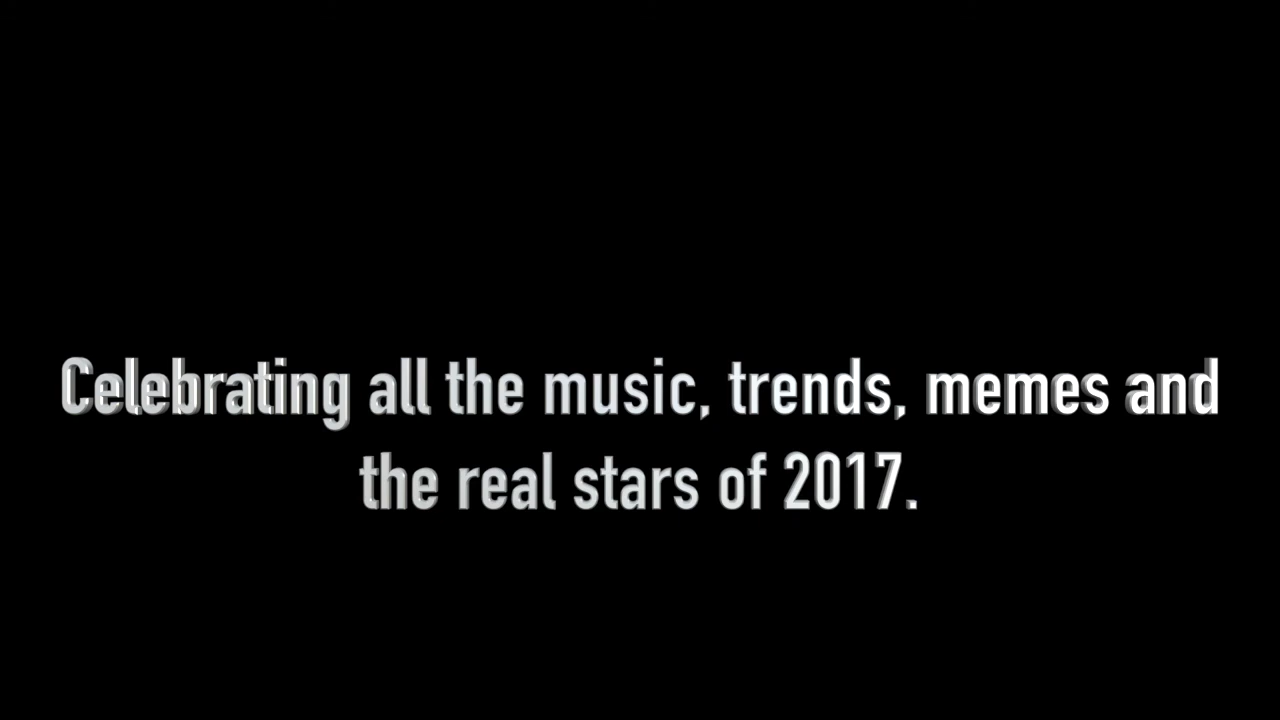 Celebrating all the music, trends, memes and
the real stars of 2017.